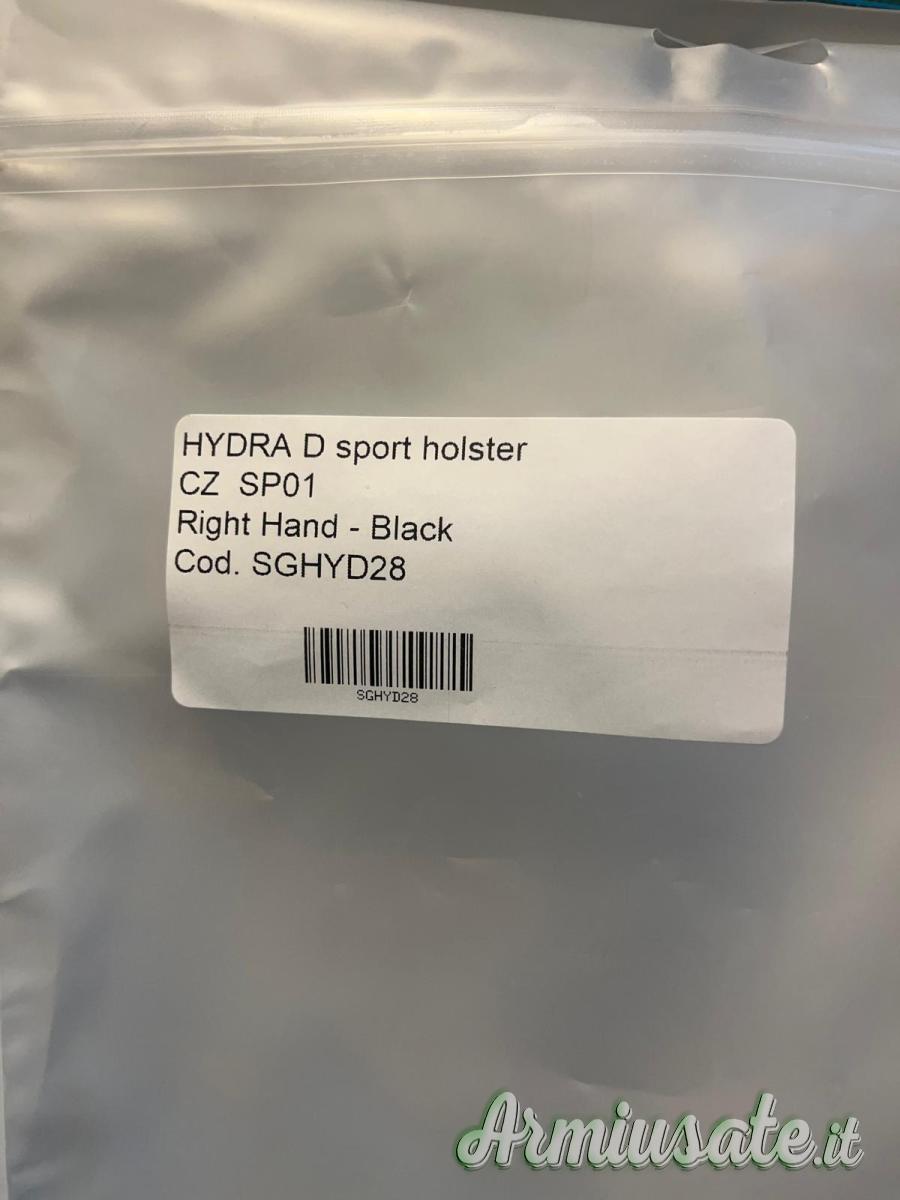 HYDRA D sport holster
CZ SP01
Right Hand - Black
Cod. SGHYD28
SGHYD28
Armiusate.it